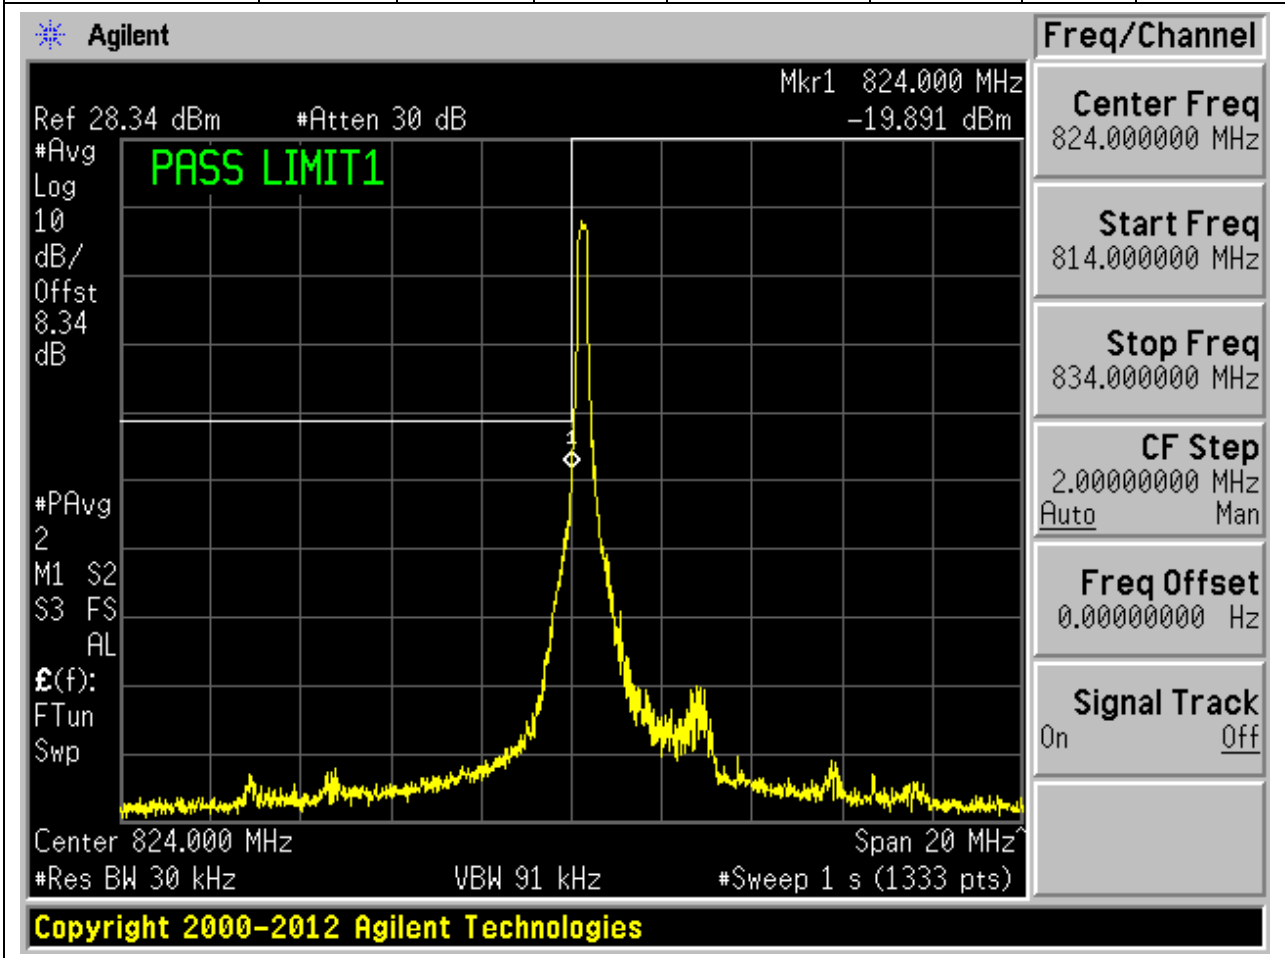 Agilent
Freq/Channel
Mkr1 824.000 MHz
Ref 28.34 dBm #Atten 30 dB -19.891 dBm
#Avg
Log
10
dB/
Offst
8.34
dB
PASS LIMIT1
1
#PAvg
2
M1 S2
S3 FS
AL
£(f):
FTun
Swp
Center 824.000 MHz Span 20 MHz^
#Res BW 30 kHz VBW 91 kHz #Sweep 1 s (1333 pts)
Center Freq
824.000000 MHz
Start Freq
814.000000 MHz
Stop Freq
834.000000 MHz
CF Step
2.00000000 MHz
Auto Man
Freq Offset
0.00000000 Hz
Signal Track
On Off
Copyright 2000-2012 Agilent Technologies